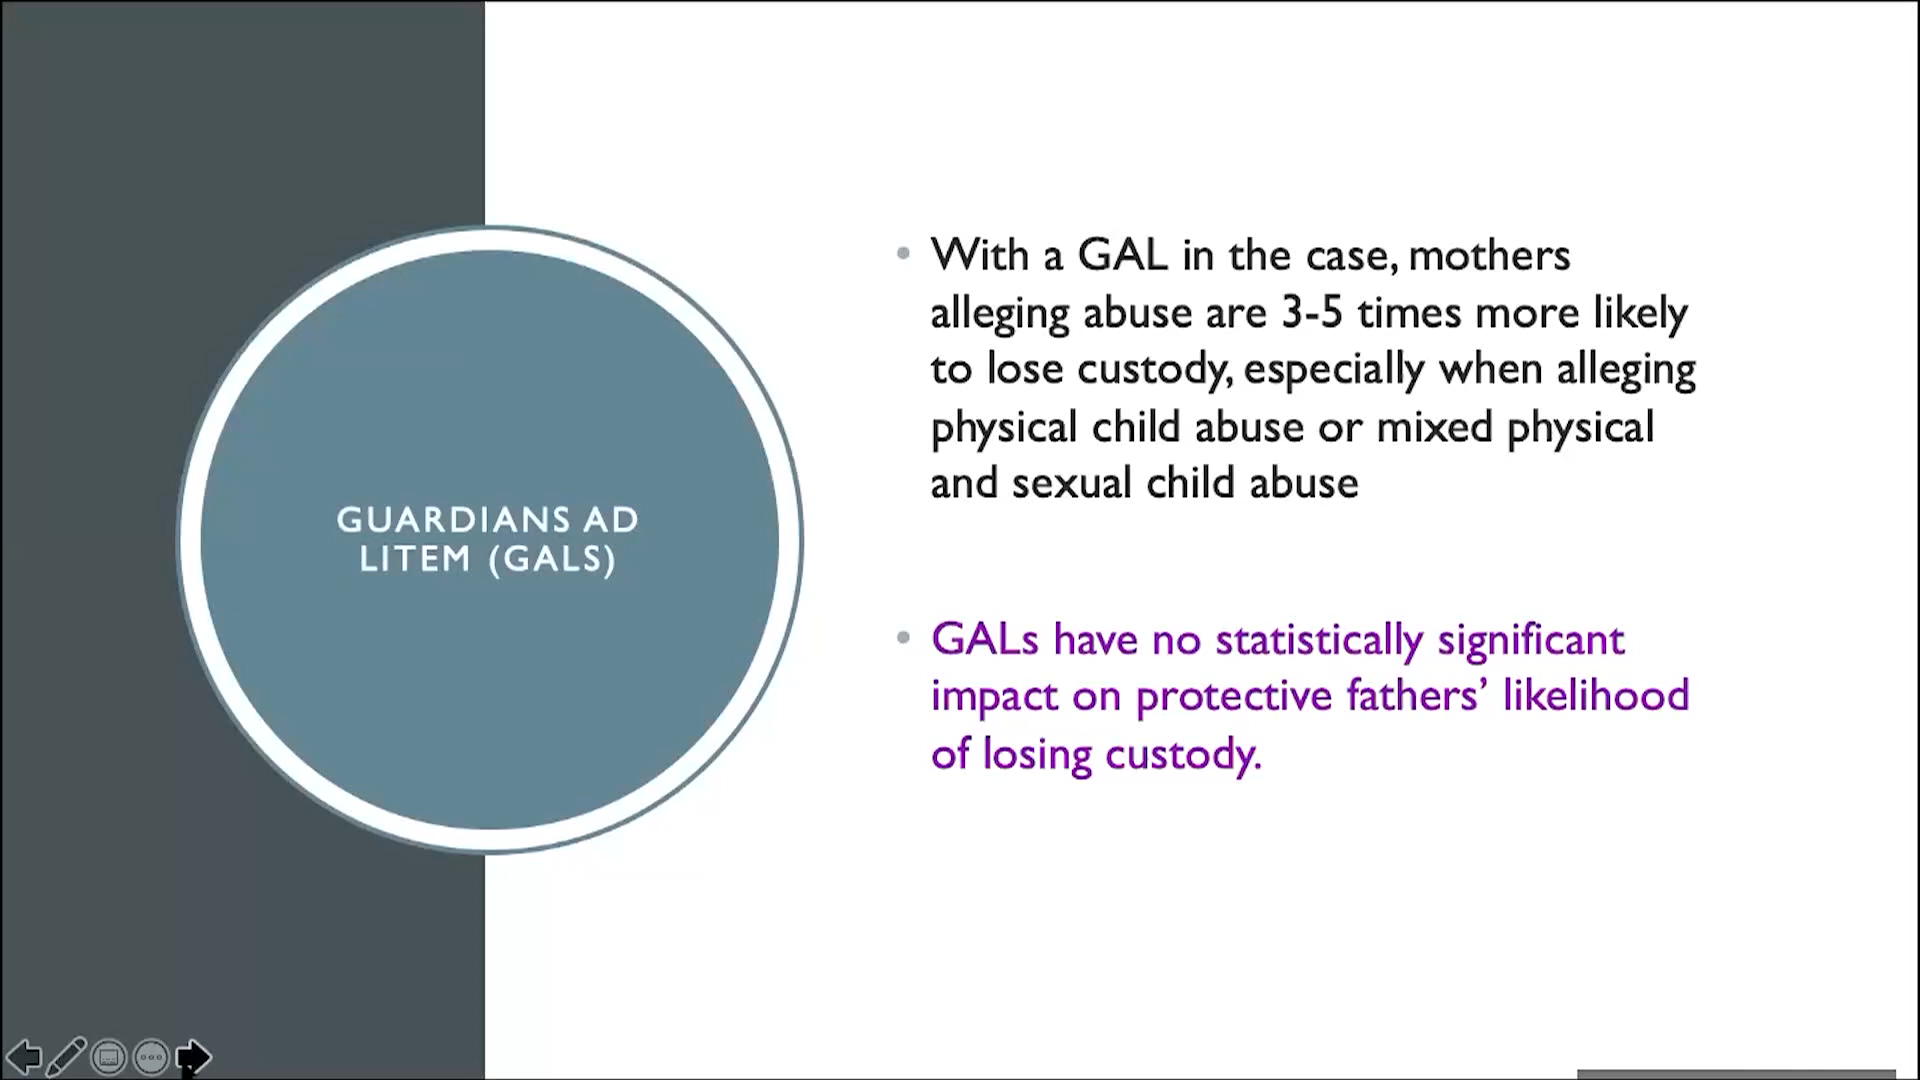 GUARDIANS AD
LITEM (GALS)
• With a GAL in the case, mothers
alleging abuse are 3-5 times more likely
to lose custody, especially when alleging
physical child abuse or mixed physical
and sexual child abuse
• GALs have no statistically significant
impact on protective fathers’ likelihood
of losing custody.